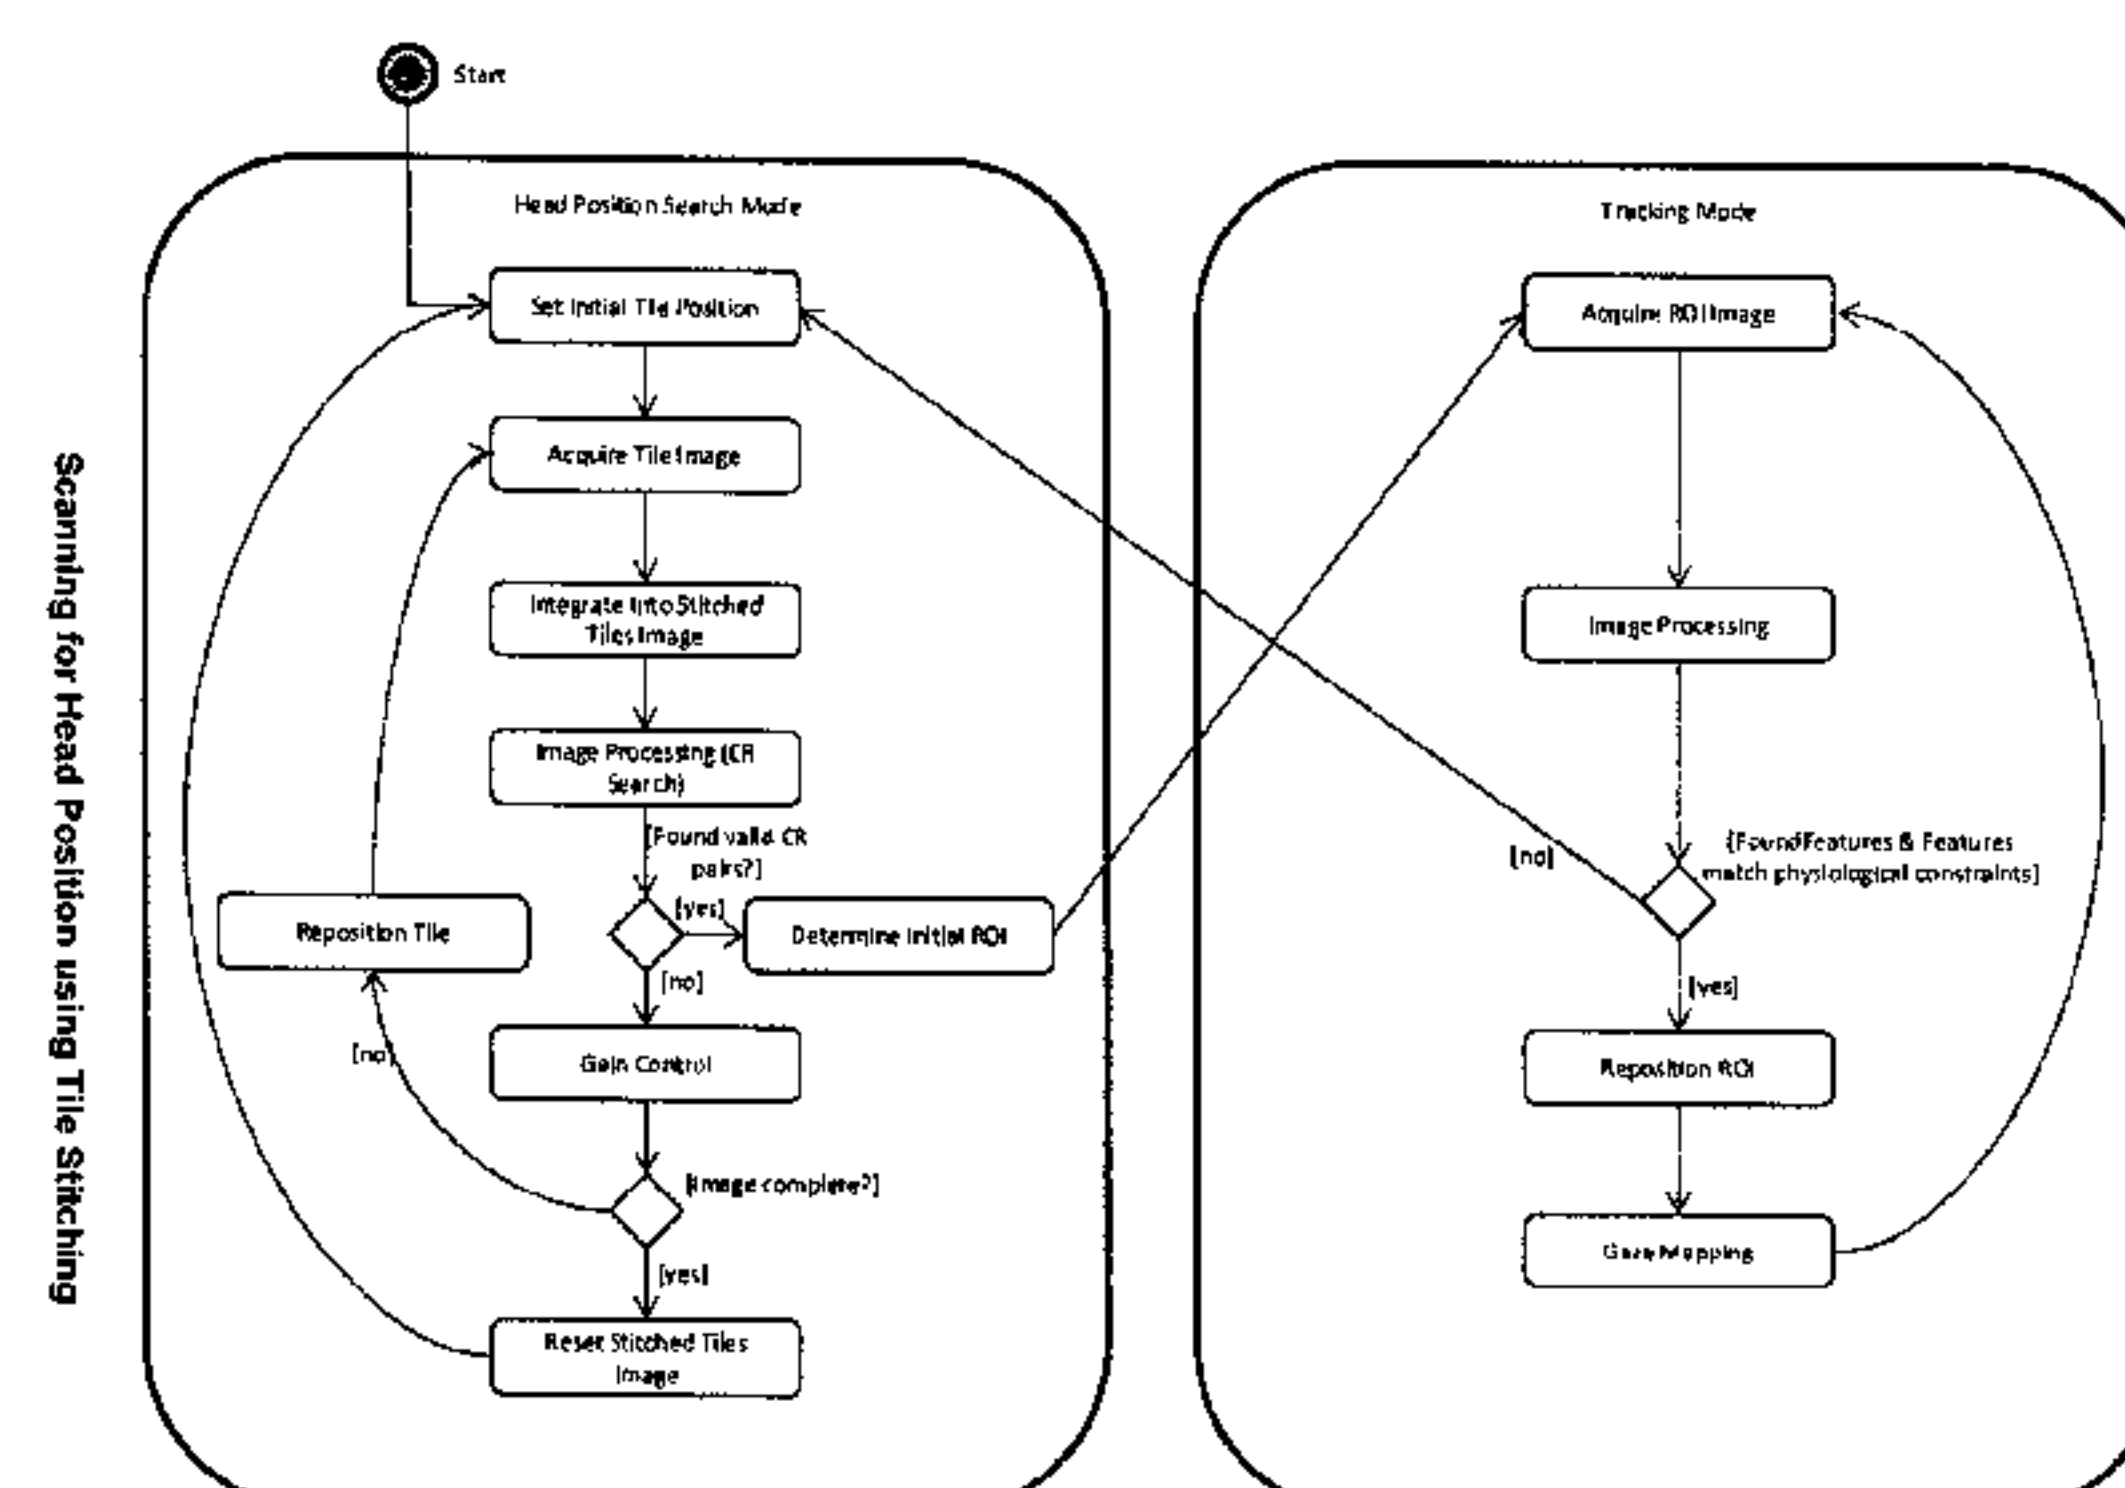 Start
Head Position Search Mode
Set Initial Tile Position
Acquire Tile Image
Integrate Into Stitched
Tiles Image
Image Processing (CR
Search)
[Found valid CR
pairs?]
[yes]
Reposition Tile
Determine Initial ROI
[no]
Gain Control
[no]
[Image complete?]
[yes]
Reset Stitched Tiles
Image
Tracking Mode
Acquire ROI Image
Image Processing
[Found Features & Features
match physiological constraints]
[no]
[yes]
Reposition ROI
Gaze Mapping
Scanning for Head Position using Tile Stitching